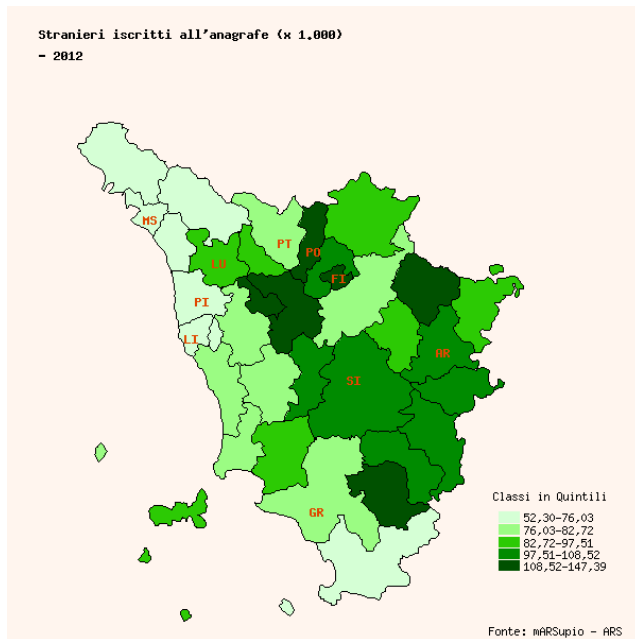 Stranieri iscritti all'anagrafe (x 1.000)
- 2012
MS
PT
PO
LU
FI
PI
LI
AR
SI
GR
Classi in Quintili
52,30-76,03
76,03-82,72
82,72-97,51
97,51-108,52
108,52-147,39
Fonte: mARSupio - ARS